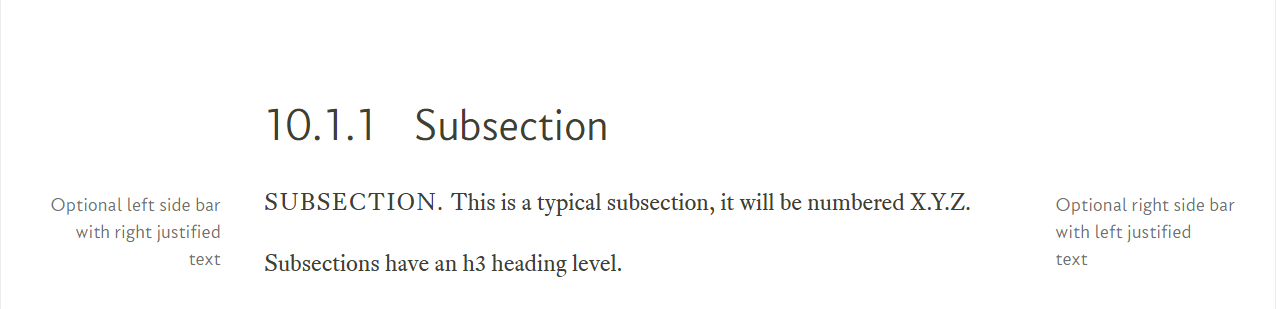 10.1.1 Subsection
Optional left side bar
with right justified
text
SUBSECTION. This is a typical subsection, it will be numbered X.Y.Z.
Subsections have an h3 heading level.
Optional right side bar
with left justified
text